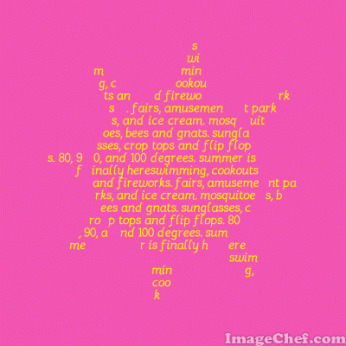 s
wi
m min
g, c ookou
ts an d firewo rk
s . fairs, amusemen t park
s, and ice cream. mosq uit
oes, bees and gnats. sungla
sses, crop tops and flip flop
s. 80, 9 0, and 100 degrees. summer is
f inally hereswimming, cookouts
and fireworks. fairs, amuseme nt pa
rks, and ice cream. mosquitoe s, b
ees and gnats. sunglasses, c
ro p tops and flip flops. 80
, 90, a nd 100 degrees. sum
me r is finally h ere
swim
min g,
coo
k
ImageChef.com